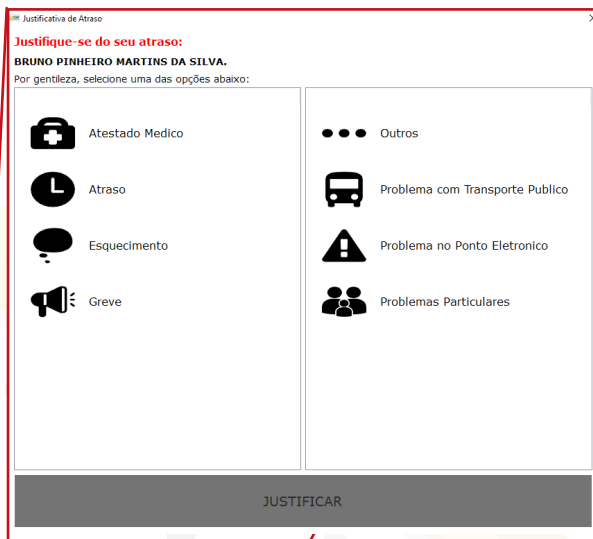 Justificativa de Atraso
Justifique-se do seu atraso:
BRUNO PINHEIRO MARTINS DA SILVA.
Por gentileza, selecione uma das opções abaixo:
Atestado Medico
Atraso
Esquecimento
Greve
Outros
Problema com Transporte Publico
Problema no Ponto Eletronico
Problemas Particulares
JUSTIFICAR